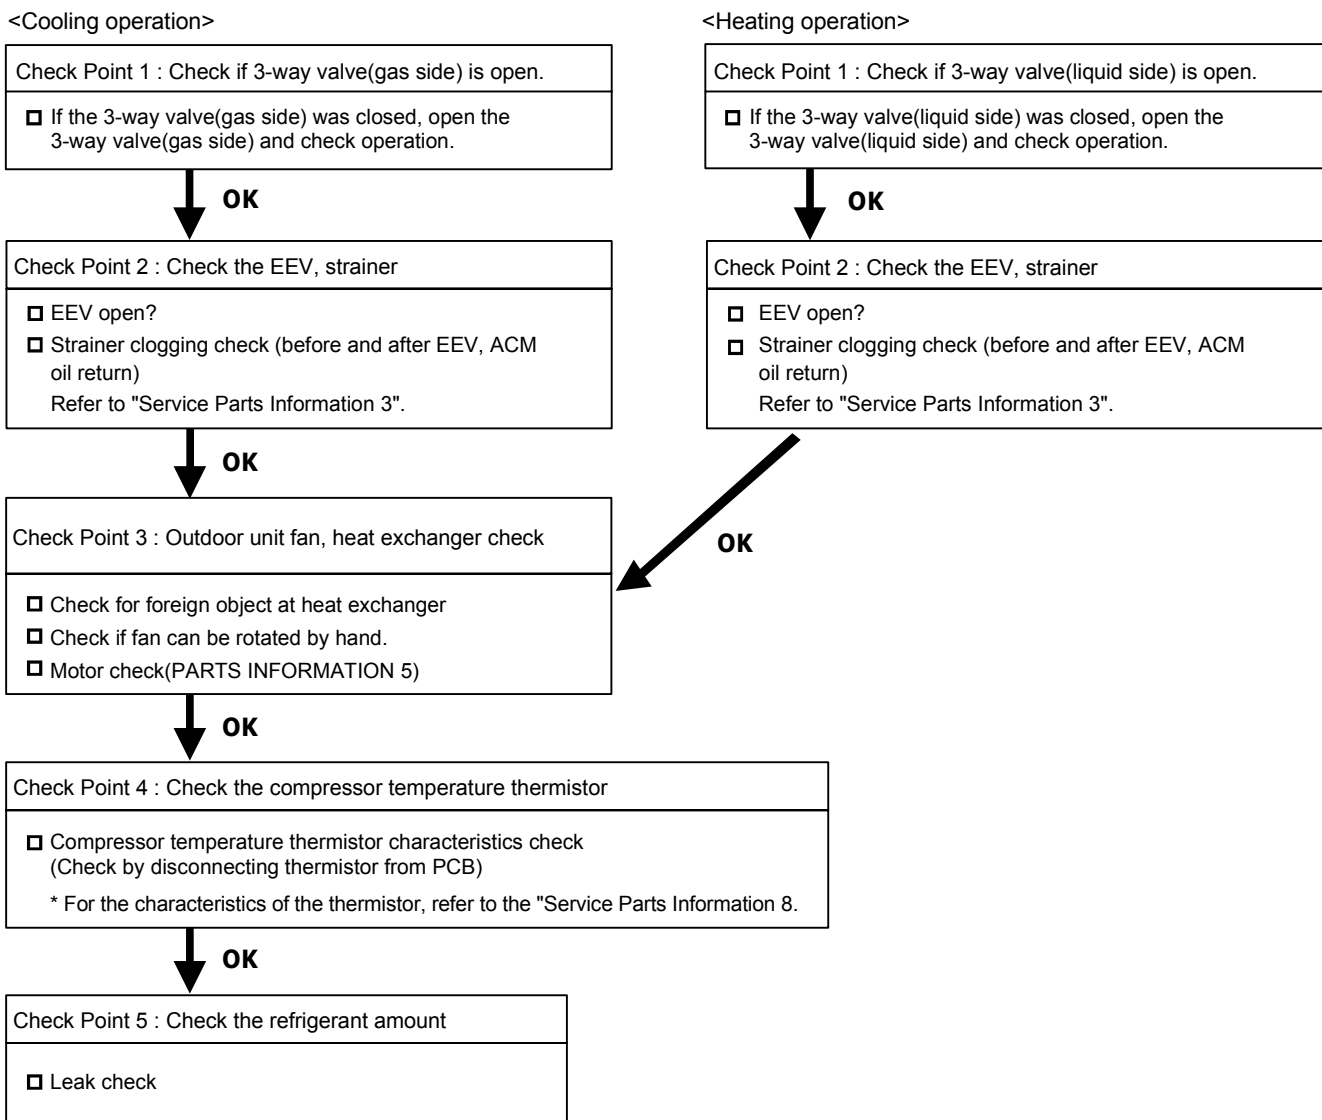 <Cooling operation>
Check Point 1 : Check if 3-way valve(gas side) is open.
If the 3-way valve(gas side) was closed, open the
3-way valve(gas side) and check operation.
OK
Check Point 2 : Check the EEV, strainer
EEV open?
Strainer clogging check (before and after EEV, ACM
oil return)
Refer to "Service Parts Information 3".
OK
<Heating operation>
Check Point 1 : Check if 3-way valve(liquid side) is open.
If the 3-way valve(liquid side) was closed, open the
3-way valve(liquid side) and check operation.
OK
Check Point 2 : Check the EEV, strainer
EEV open?
Strainer clogging check (before and after EEV, ACM
oil return)
Refer to "Service Parts Information 3".
OK
Check Point 3 : Outdoor unit fan, heat exchanger check
Check for foreign object at heat exchanger
Check if fan can be rotated by hand.
Motor check(PARTS INFORMATION 5)
OK
Check Point 4 : Check the compressor temperature thermistor
Compressor temperature thermistor characteristics check
(Check by disconnecting thermistor from PCB)
* For the characteristics of the thermistor, refer to the "Service Parts Information 8.
OK
Check Point 5 : Check the refrigerant amount
Leak check